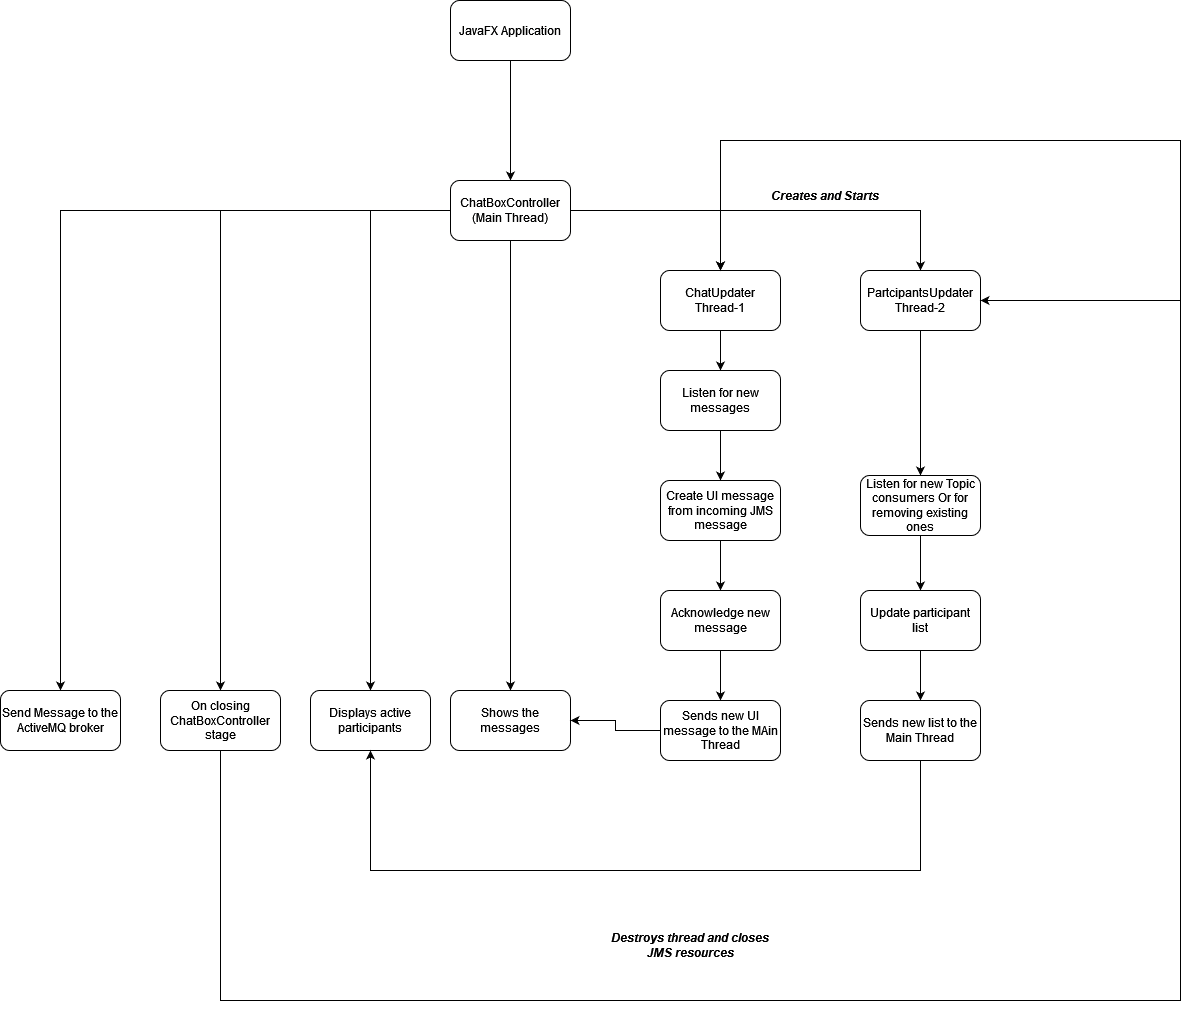 JavaFX Application
Creates and Starts
ChatBoxController
(Main Thread)
ChatUpdater
Thread-1
PartcipantsUpdater
Thread-2
Listen for new
messages
Create UI message
from incoming JMS
message
Listen for new Topic
consumers Or for
removing existing
ones
Acknowledge new
message
Update participant
list
Send Message to the
ActiveMQ broker
On closing
ChatBoxController
stage
Displays active
participants
Shows the
messages
Sends new UI
message to the MAin
Thread
Sends new list to the
Main Thread
Destroys thread and closes
JMS resources